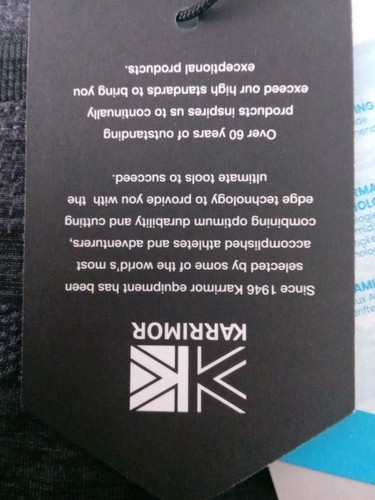 KARRIMOR
Since 1946 Karrimor equipment has been
selected by some of the world's most
accomplished athletes and adventurers,
combining optimum durability and cutting
edge technology to provide you with the
ultimate tools to succeed.
Over 60 years of outstanding
products inspires us to continually
exceed our high standards to bring you
exceptional products.